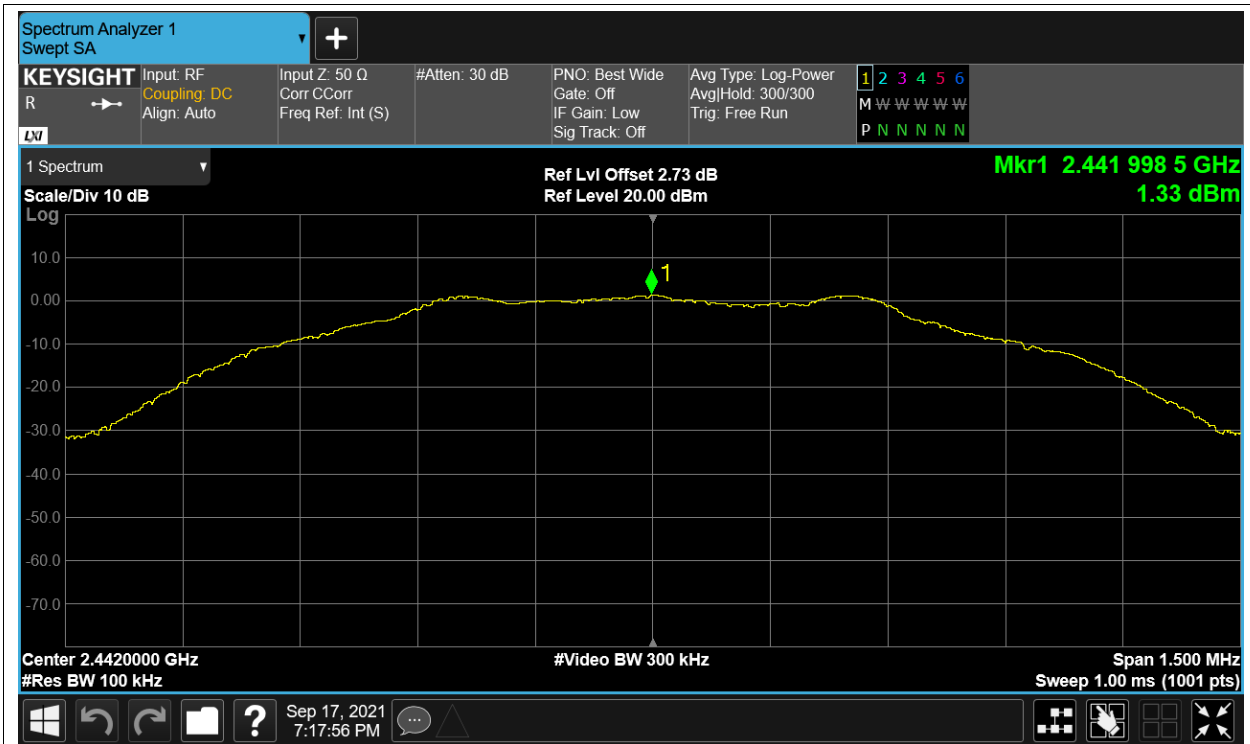 Spectrum Analyzer 1
Swept SA
KEYSIGHT
R
LXI
Input: RF
Coupling: DC
Align: Auto
Input Z: 50 Ω
Corr CCorr
Freq Ref: Int (S)
#Atten: 30 dB
PNO: Best Wide
Gate: Off
IF Gain: Low
Sig Track: Off
Avg Type: Log-Power
Avg|Hold: 300/300
Trig: Free Run
1 2 3 4 5 6
M W W W W W
P N N N N N
1 Spectrum
Scale/Div 10 dB
Log
Ref Lvl Offset 2.73 dB
Ref Level 20.00 dBm
Mkr1 2.441 998 5 GHz
1.33 dBm
10.0
1
0.00
-10.0
-20.0
-30.0
-40.0
-50.0
-60.0
-70.0
Center 2.4420000 GHz
#Res BW 100 kHz
#Video BW 300 kHz
Span 1.500 MHz
Sweep 1.00 ms (1001 pts)
?
Sep 17, 2021
7:17:56 PM